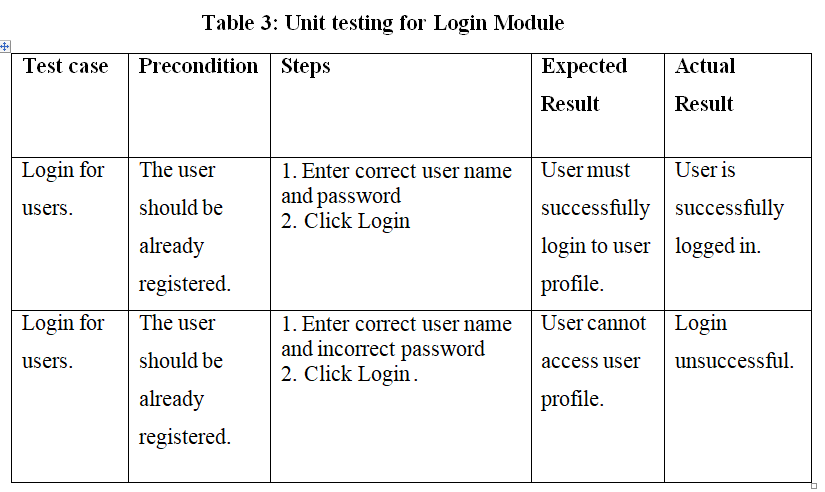 Table 3: Unit testing for Login Module
Test case
Precondition
Steps
Expected
Result
Actual
Result
Login for
users.
The user
should be
already
registered.
1. Enter correct user name
and password
2. Click Login
User must
successfully
login to user
profile.
User is
successfully
logged in.
Login for
users.
The user
should be
already
registered.
1. Enter correct user name
and incorrect password
2. Click Login.
User cannot
access user
profile.
Login
unsuccessful.